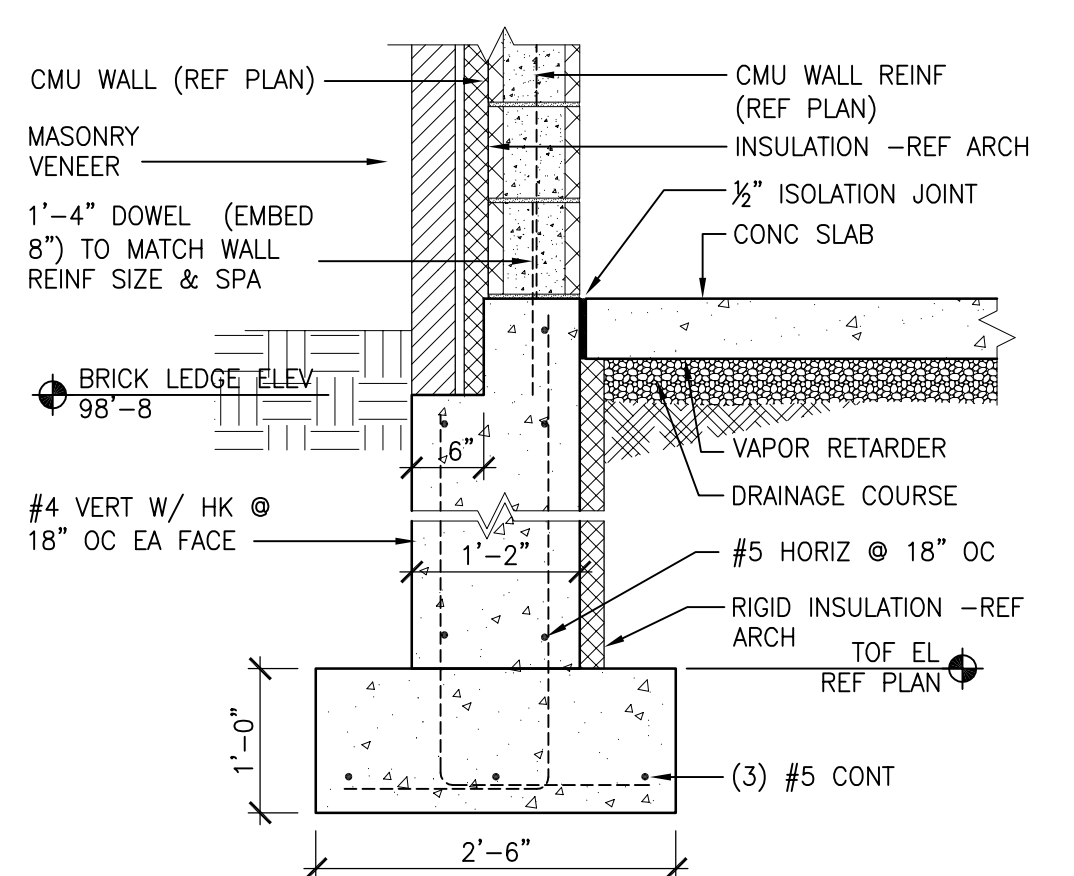 CMU WALL (REF PLAN)
MASONRY
VENEER
1'-4" DOWEL (EMBED
8") TO MATCH WALL
REINF SIZE & SPA
BRICK LEDGE ELEV
98'-8
#4 VERT W/ HK @
18" OC EA FACE
CMU WALL REINF
(REF PLAN)
INSULATION -REF ARCH
½" ISOLATION JOINT
CONC SLAB
VAPOR RETARDER
DRAINAGE COURSE
6"
1'-2"
#5 HORIZ @ 18" OC
RIGID INSULATION -REF
ARCH
TOF EL
REF PLAN
1'-0"
(3) #5 CONT
2'-6"